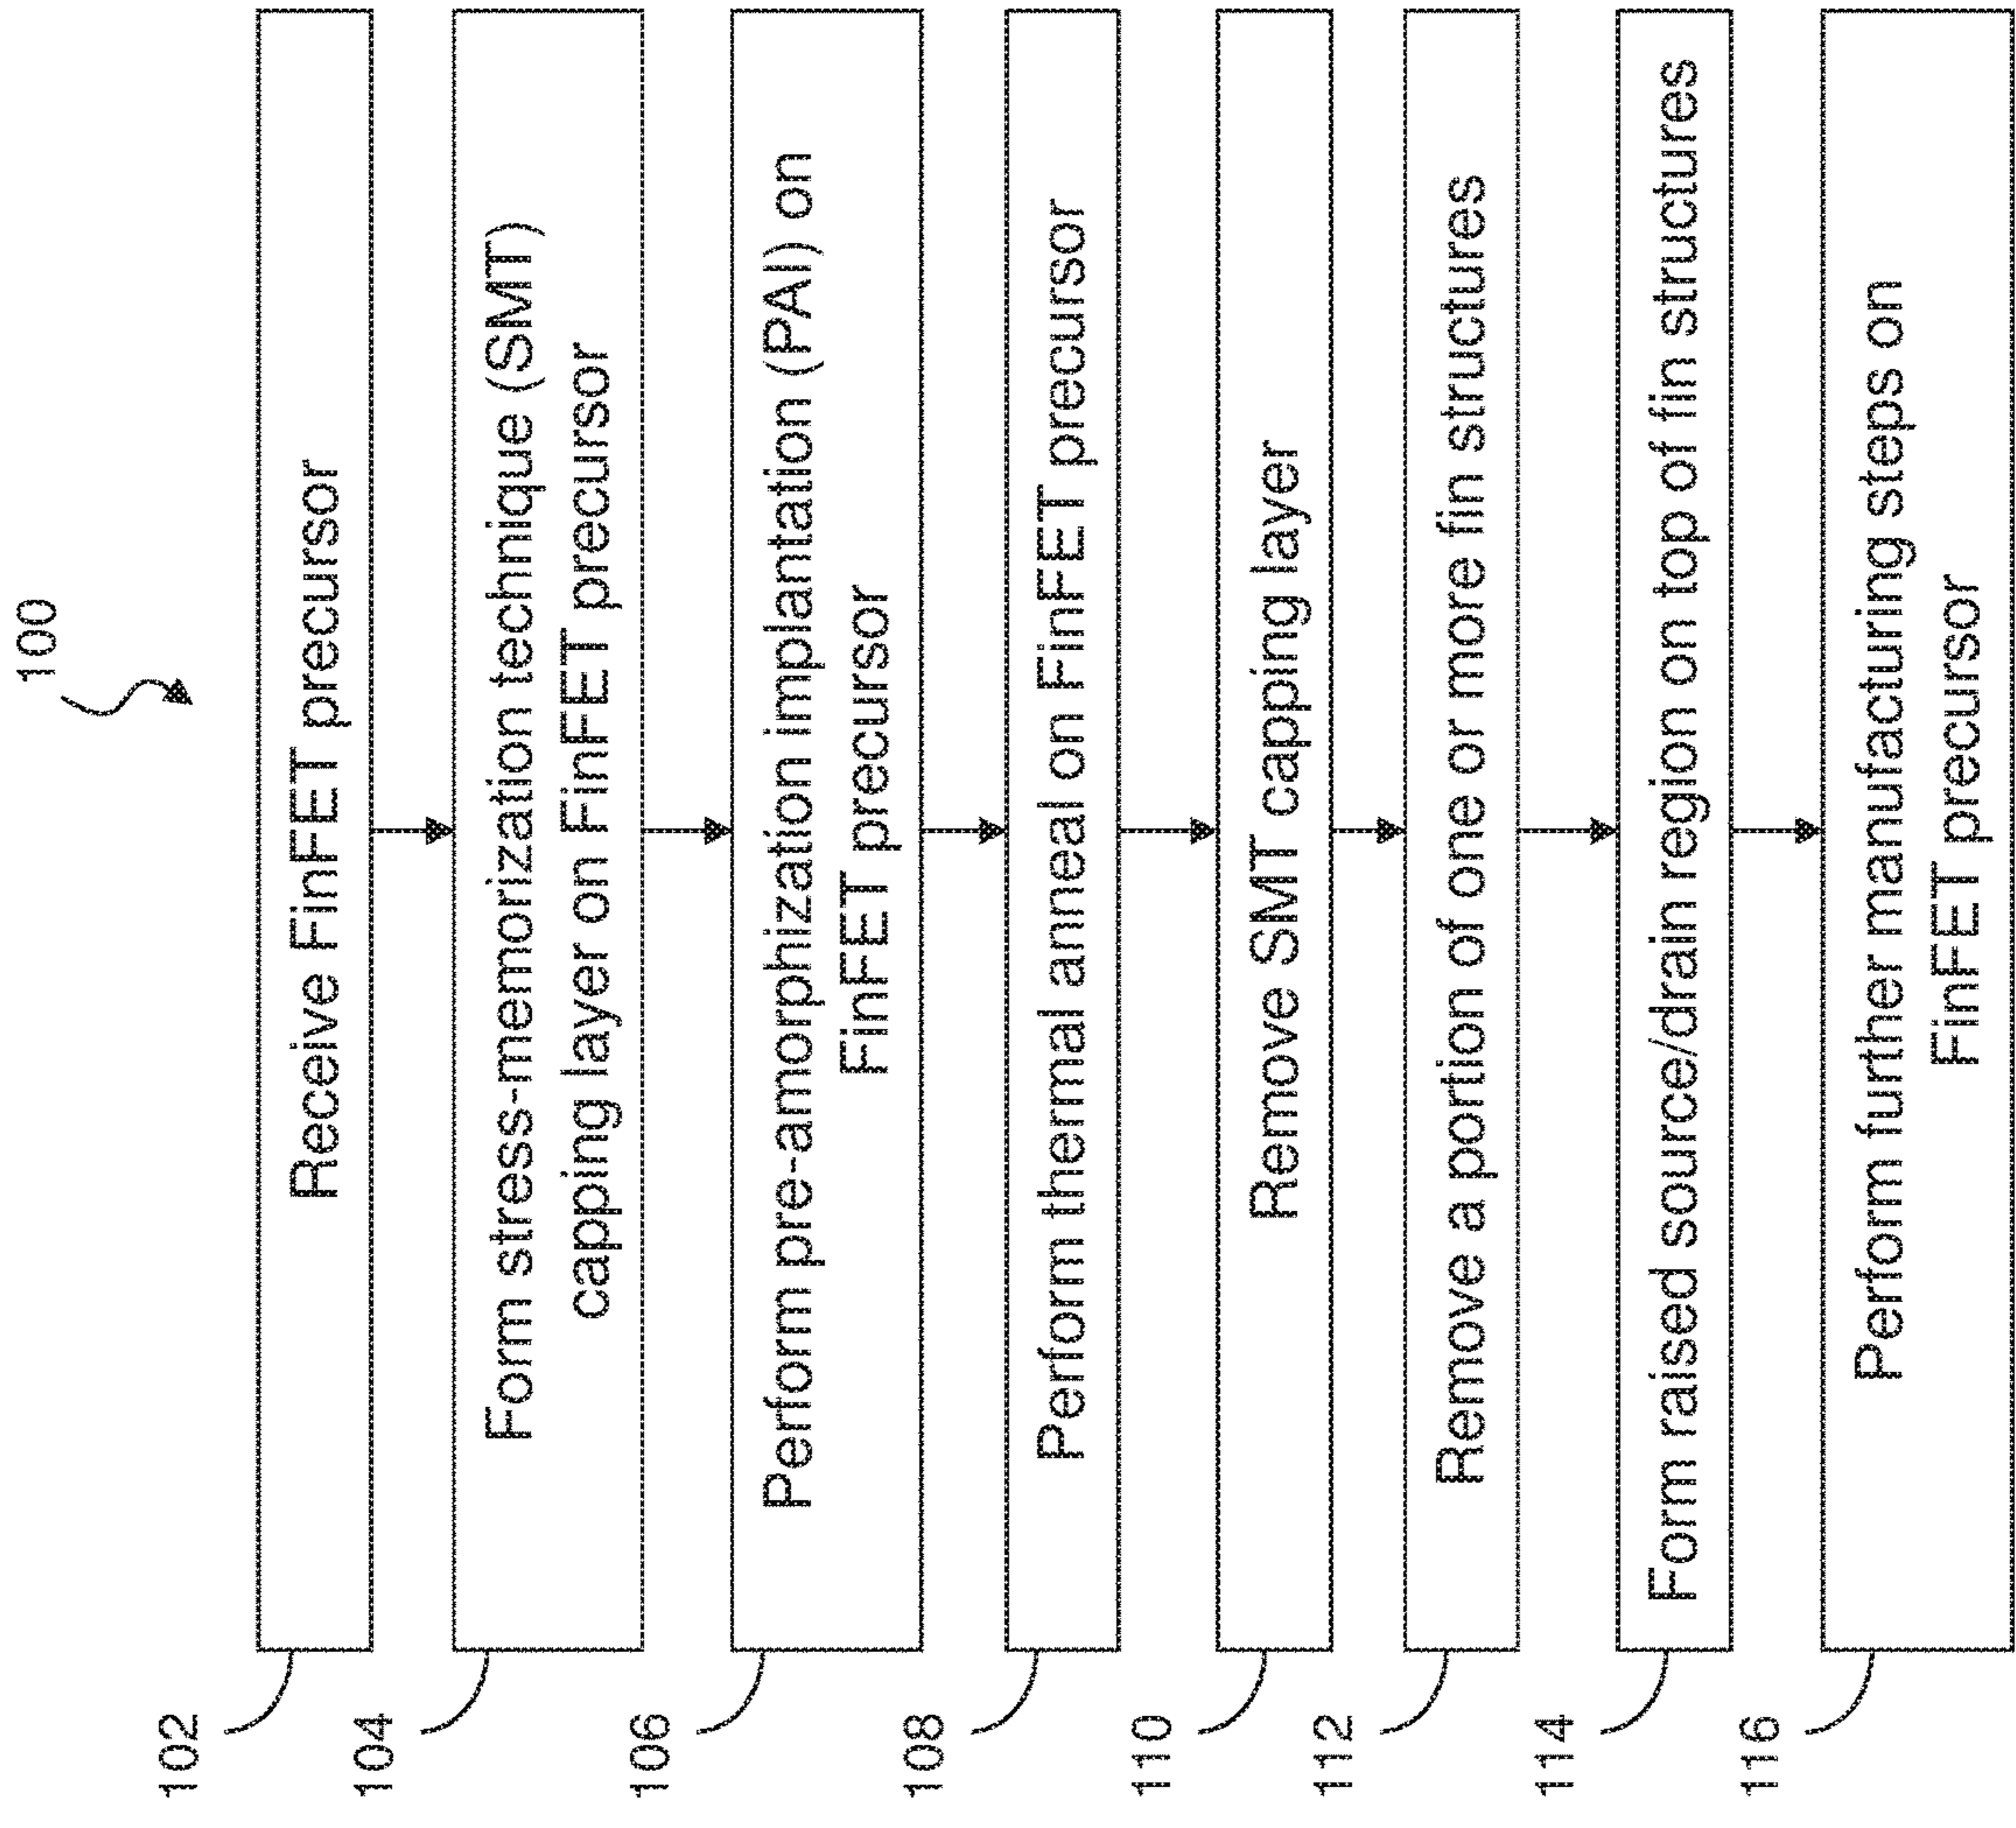 100
102
Receive FinFET precursor
104
Form stress-memorization technique (SMT)
capping layer on FinFET precursor
106
Perform pre-amorphization implantation (PAI) on
FinFET precursor
108
Perform thermal anneal on FinFET precursor
110
Remove SMT capping layer
112
Remove a portion of one or more fin structures
114
Form raised source/drain region on top of fin structures
116
Perform further manufacturing steps on
FinFET precursor